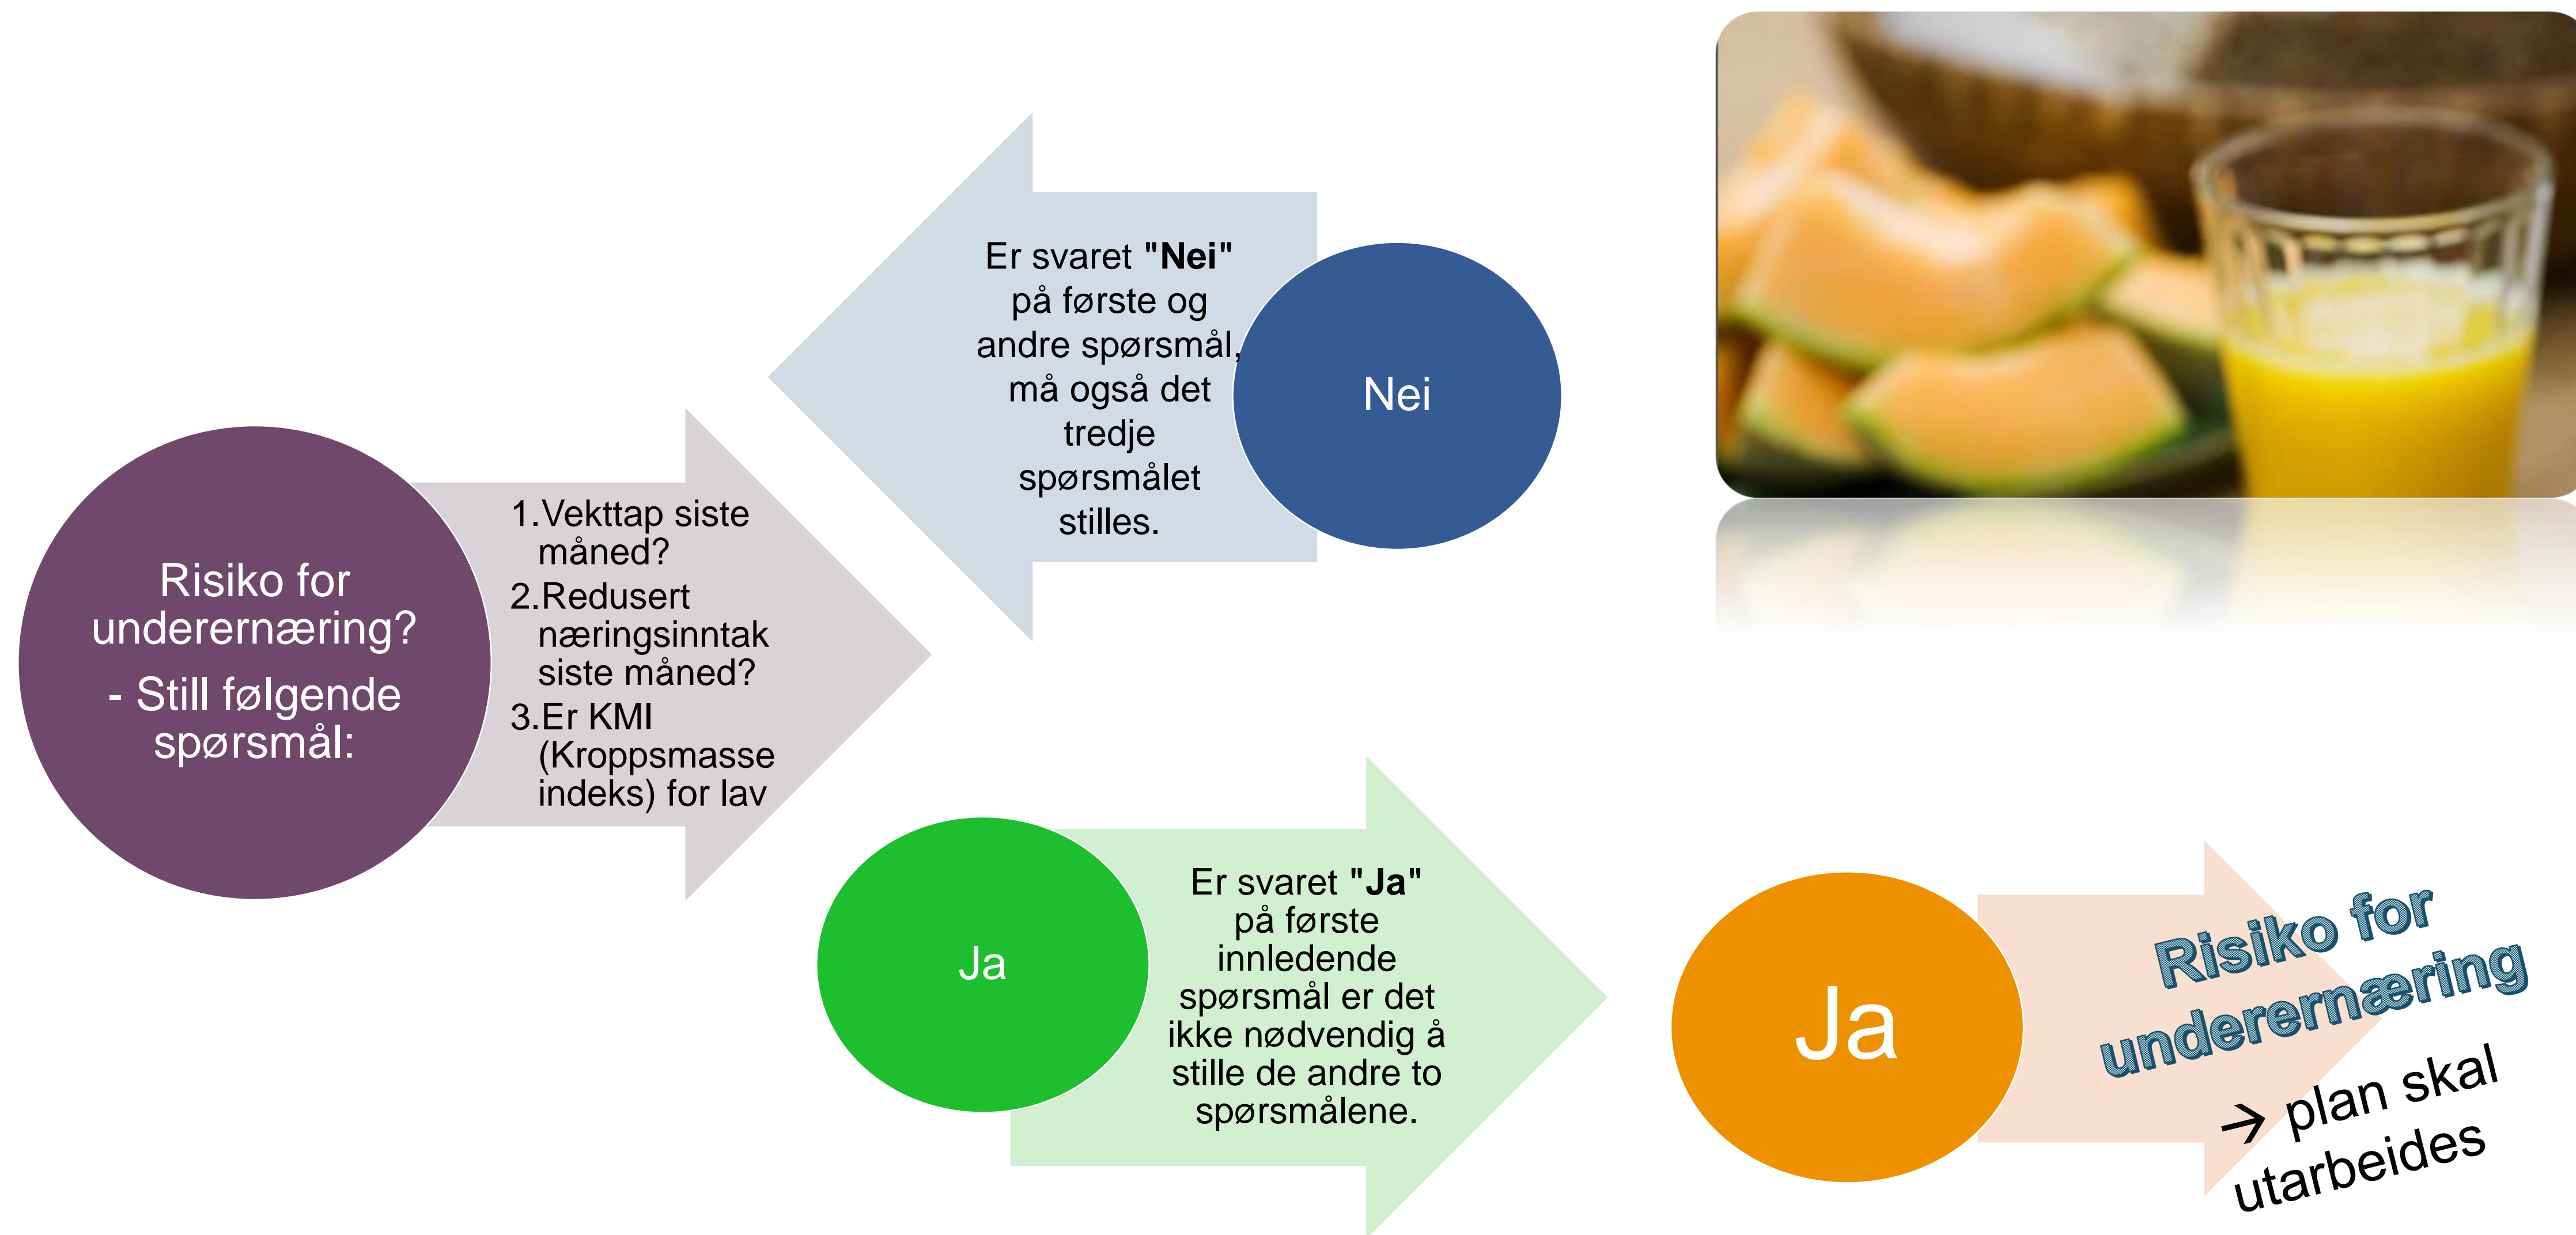 Risiko for
underernæring?
- Still følgende
spørsmål:
1.Vekttap siste
måned?
2.Redusert
næringsinntak
siste måned?
3.Er KMI
(Kroppsmasse
indeks) for lav
Er svaret "Nei"
på første og
andre spørsmål,
må også det
tredje
spørsmålet
stilles.
Nei
Ja
Er svaret "Ja"
på første
innledende
spørsmål er det
ikke nødvendig å
stille de andre to
spørsmålene.
Ja
Risiko for
underernæring
→ plan skal
utarbeides